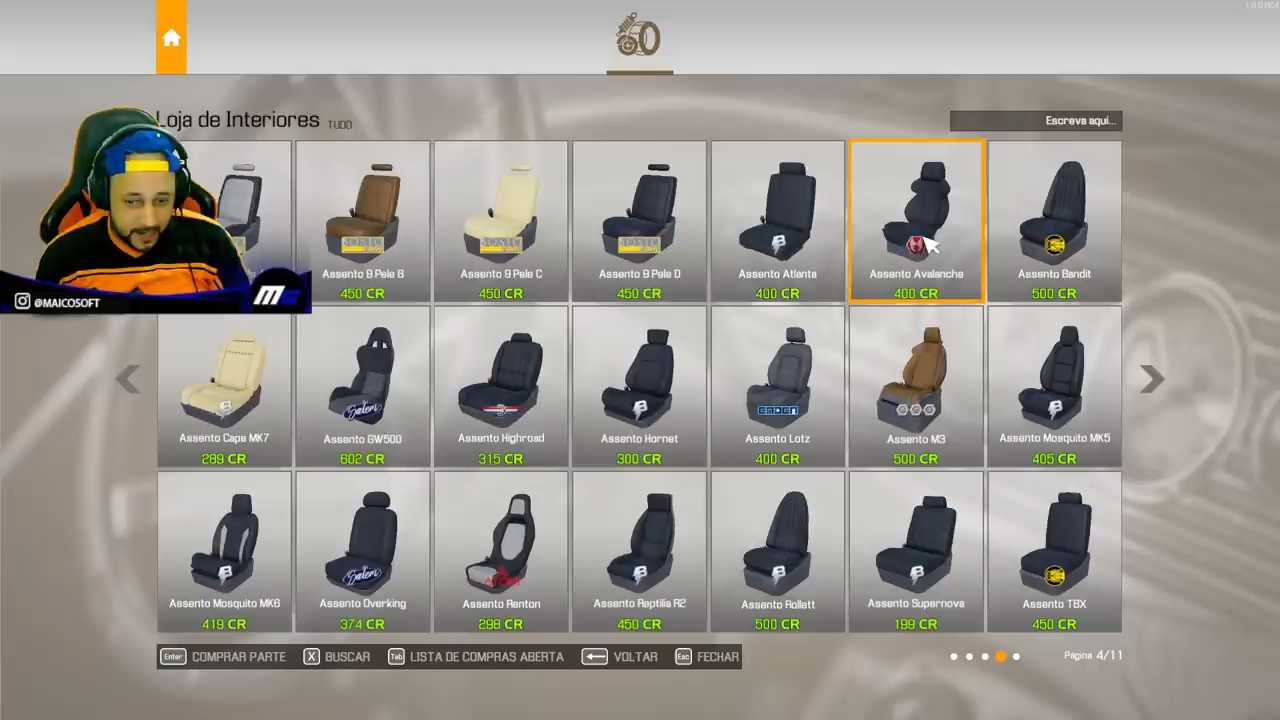 1.0.0 PC4
Loja de Interiores TUDO
Escreva aqui...
Assento 9 Pele B
Assento 9 Pele C
Assento 9 Pele D
Assento Atlanta
Assento Avalanche
Assento Bandit
450 CR
450 CR
450 CR
400 CR
400 CR
500 CR
@MAICOSOFT
Assento Cape MK7
Assento GW500
Assento Highroad
Assento Hornet
Assento Lotz
Assento M3
Assento Mosquito MK5
289 CR
602 CR
315 CR
300 CR
400 CR
500 CR
405 CR
Assento Mosquito MK6
Assento Overking
Assento Renton
Assento Reptilia R2
Assento Rollett
Assento Supernova
Assento TBX
419 CR
374 CR
298 CR
450 CR
500 CR
199 CR
450 CR
Enter COMPRAR PARTE X BUSCAR Tab LISTA DE COMPRAS ABERTA VOLTAR Esc FECHAR
Página 4/11